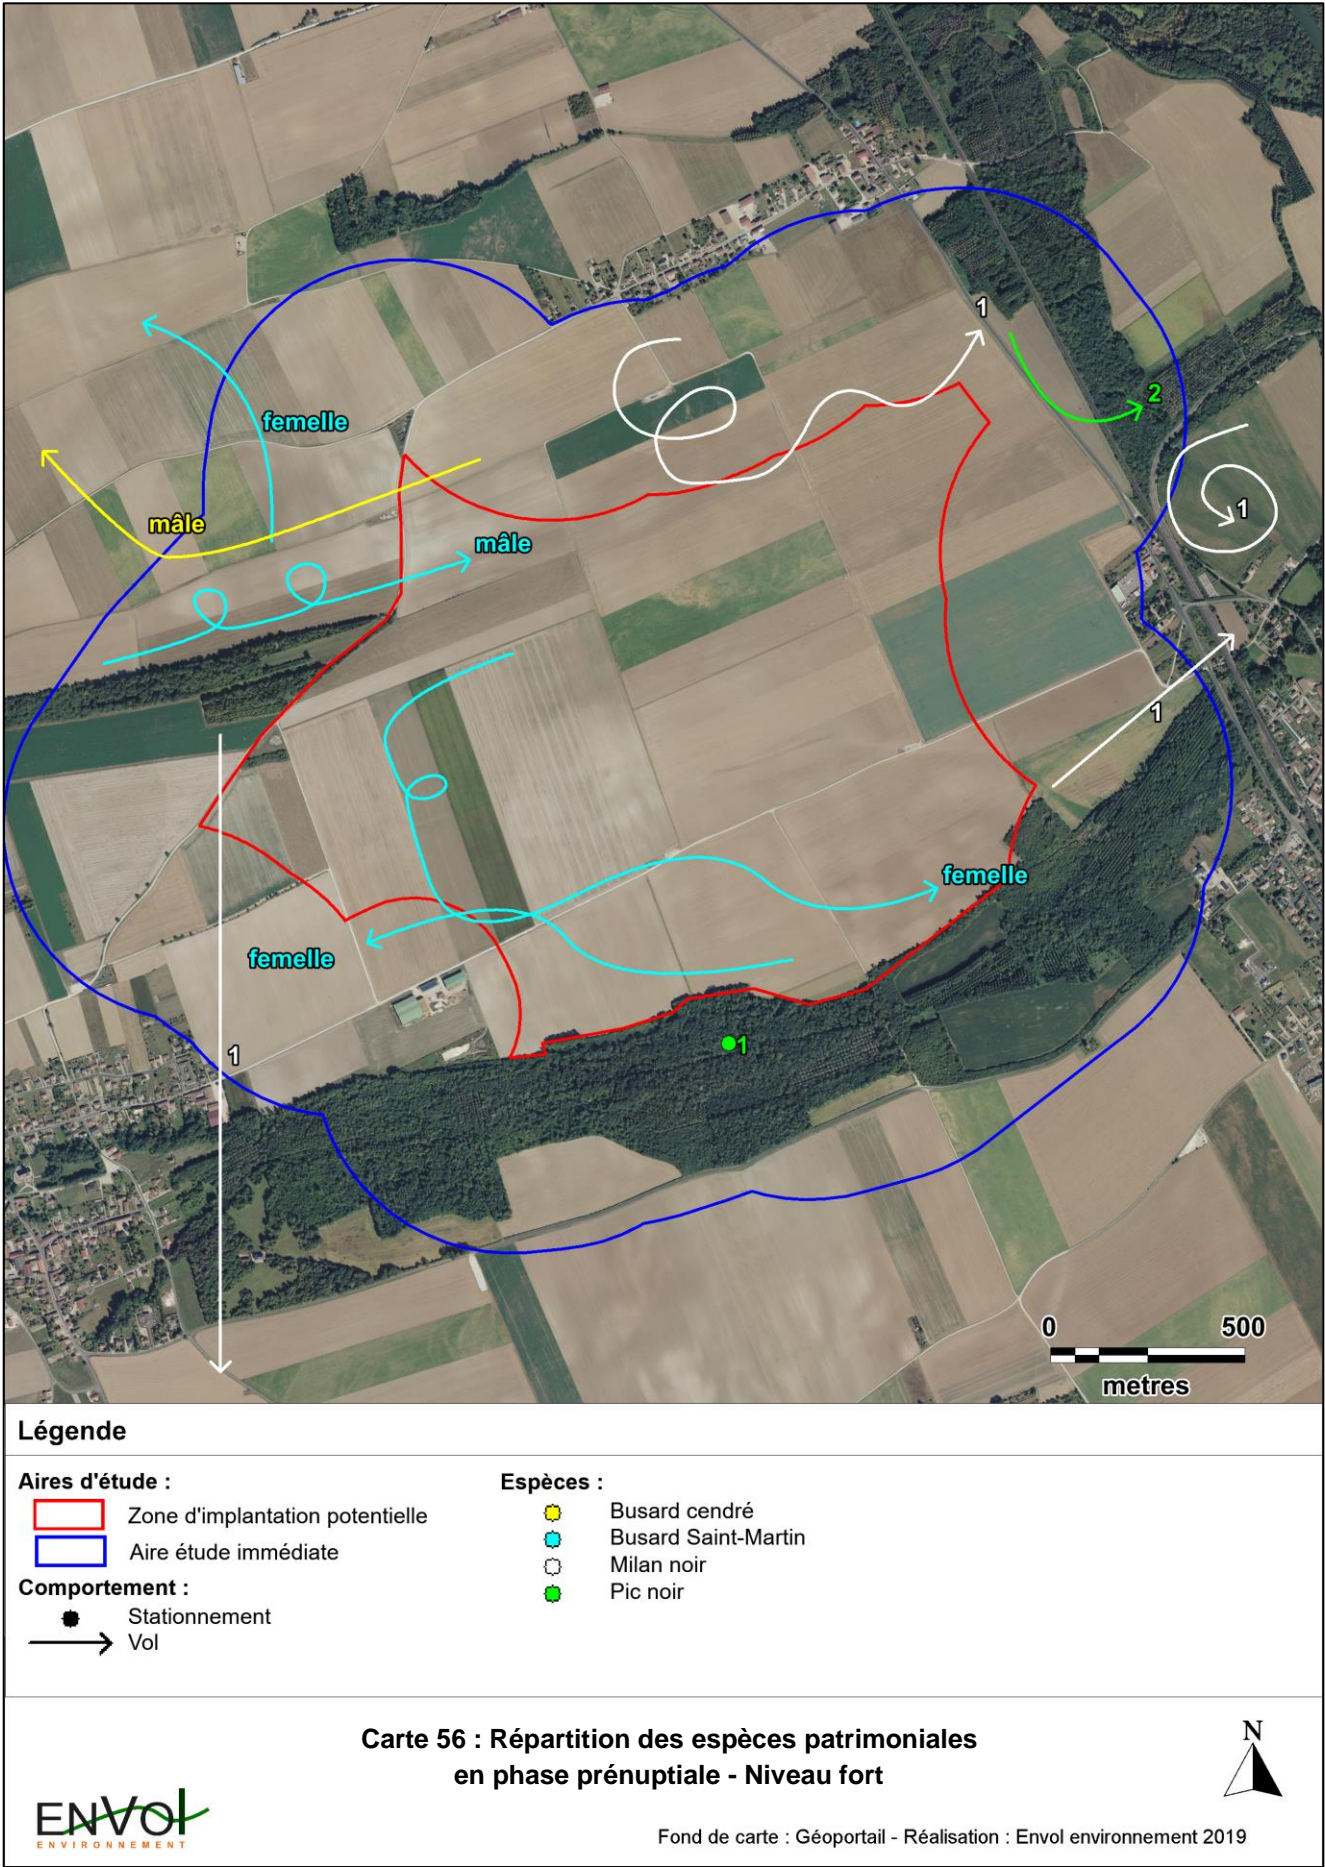 1
2
femelle
mâle
1
mâle
1
femelle
femelle
1
1
0 500
metres
Légende
Aires d'étude :
Zone d'implantation potentielle
Aire étude immédiate
Comportement :
Stationnement
Vol
Espèces :
Busard cendré
Busard Saint-Martin
Milan noir
Pic noir
Carte 56 : Répartition des espèces patrimoniales
en phase prénuptiale - Niveau fort
N
ENVOl
ENVIRONNEMENT
Fond de carte : Géoportail - Réalisation : Envol environnement 2019